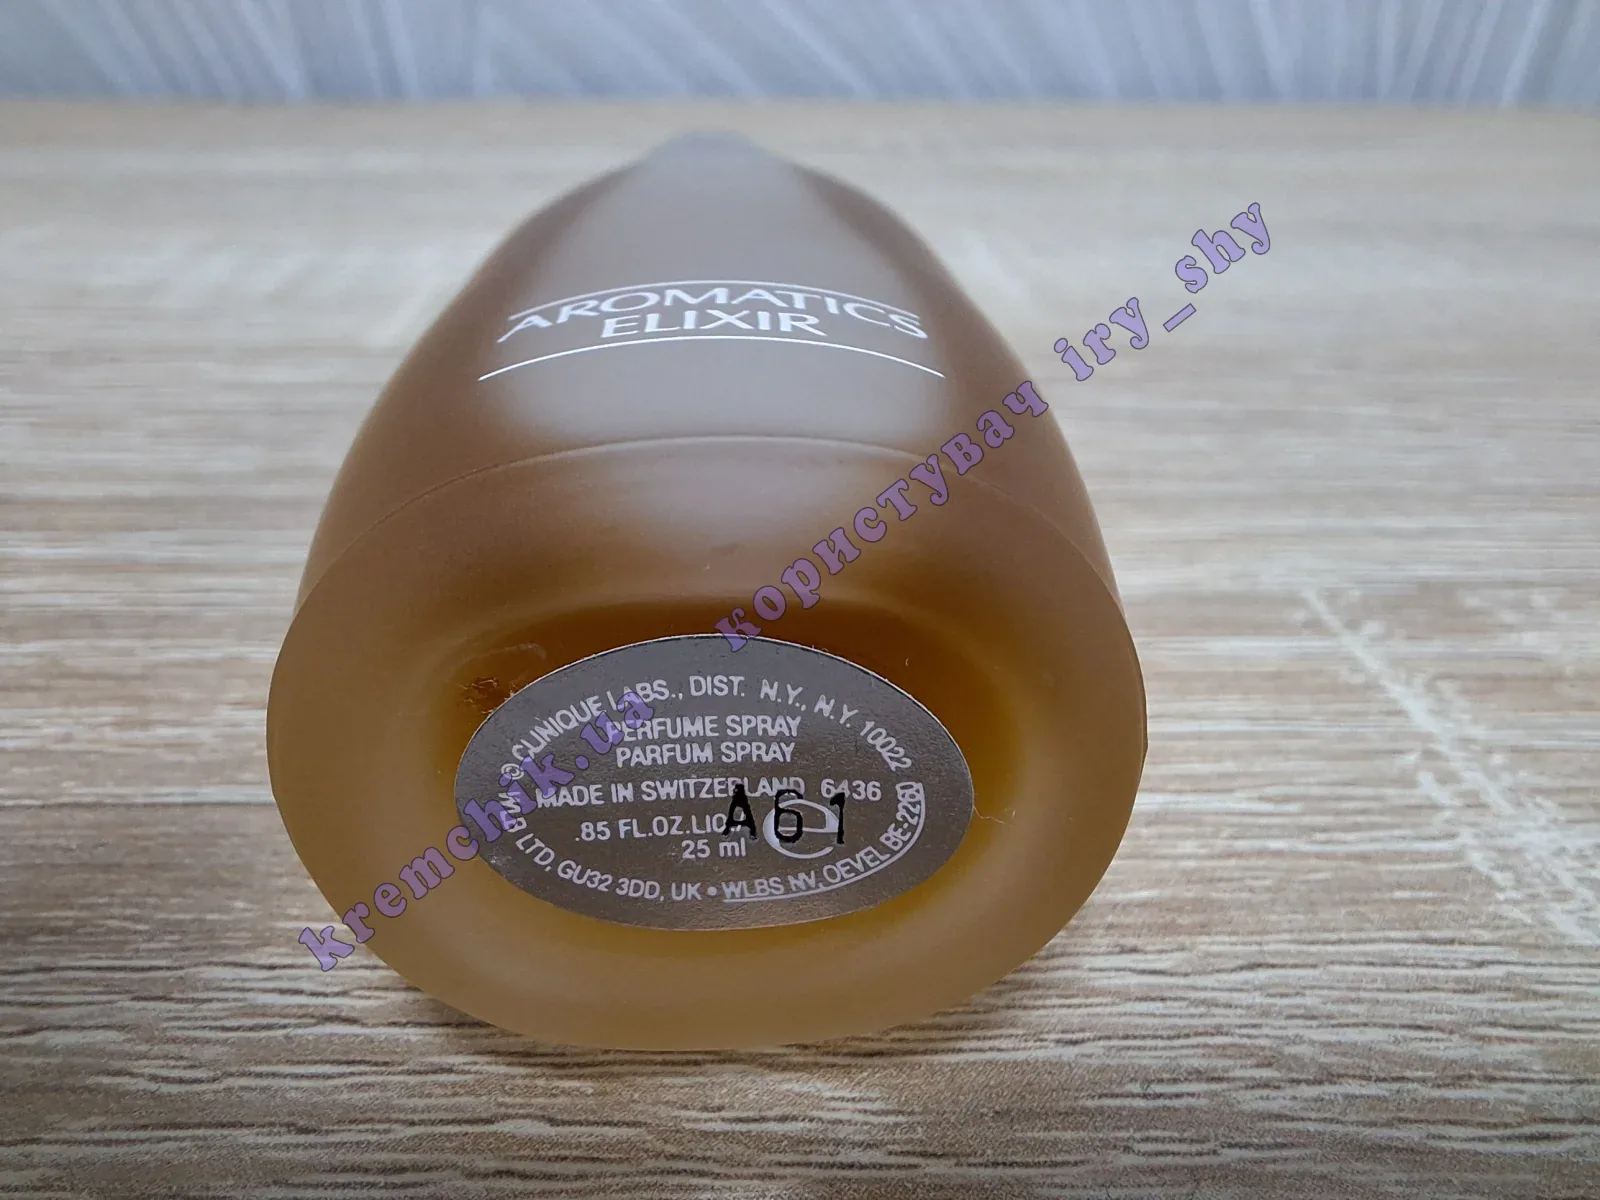 AROMATICS
ELIXIR
© CLINIQUE LABS., DIST. N.Y., N.Y. 10022
PERFUME SPRAY
PARFUM SPRAY
MADE IN SWITZERLAND 6436
.85 FL.OZ.LIQ.
25 ml
A61
LTD, GU32 3DD, UK • WLBS NV, OEVEL BE-2260
kremchik.ua користувач iry_shy